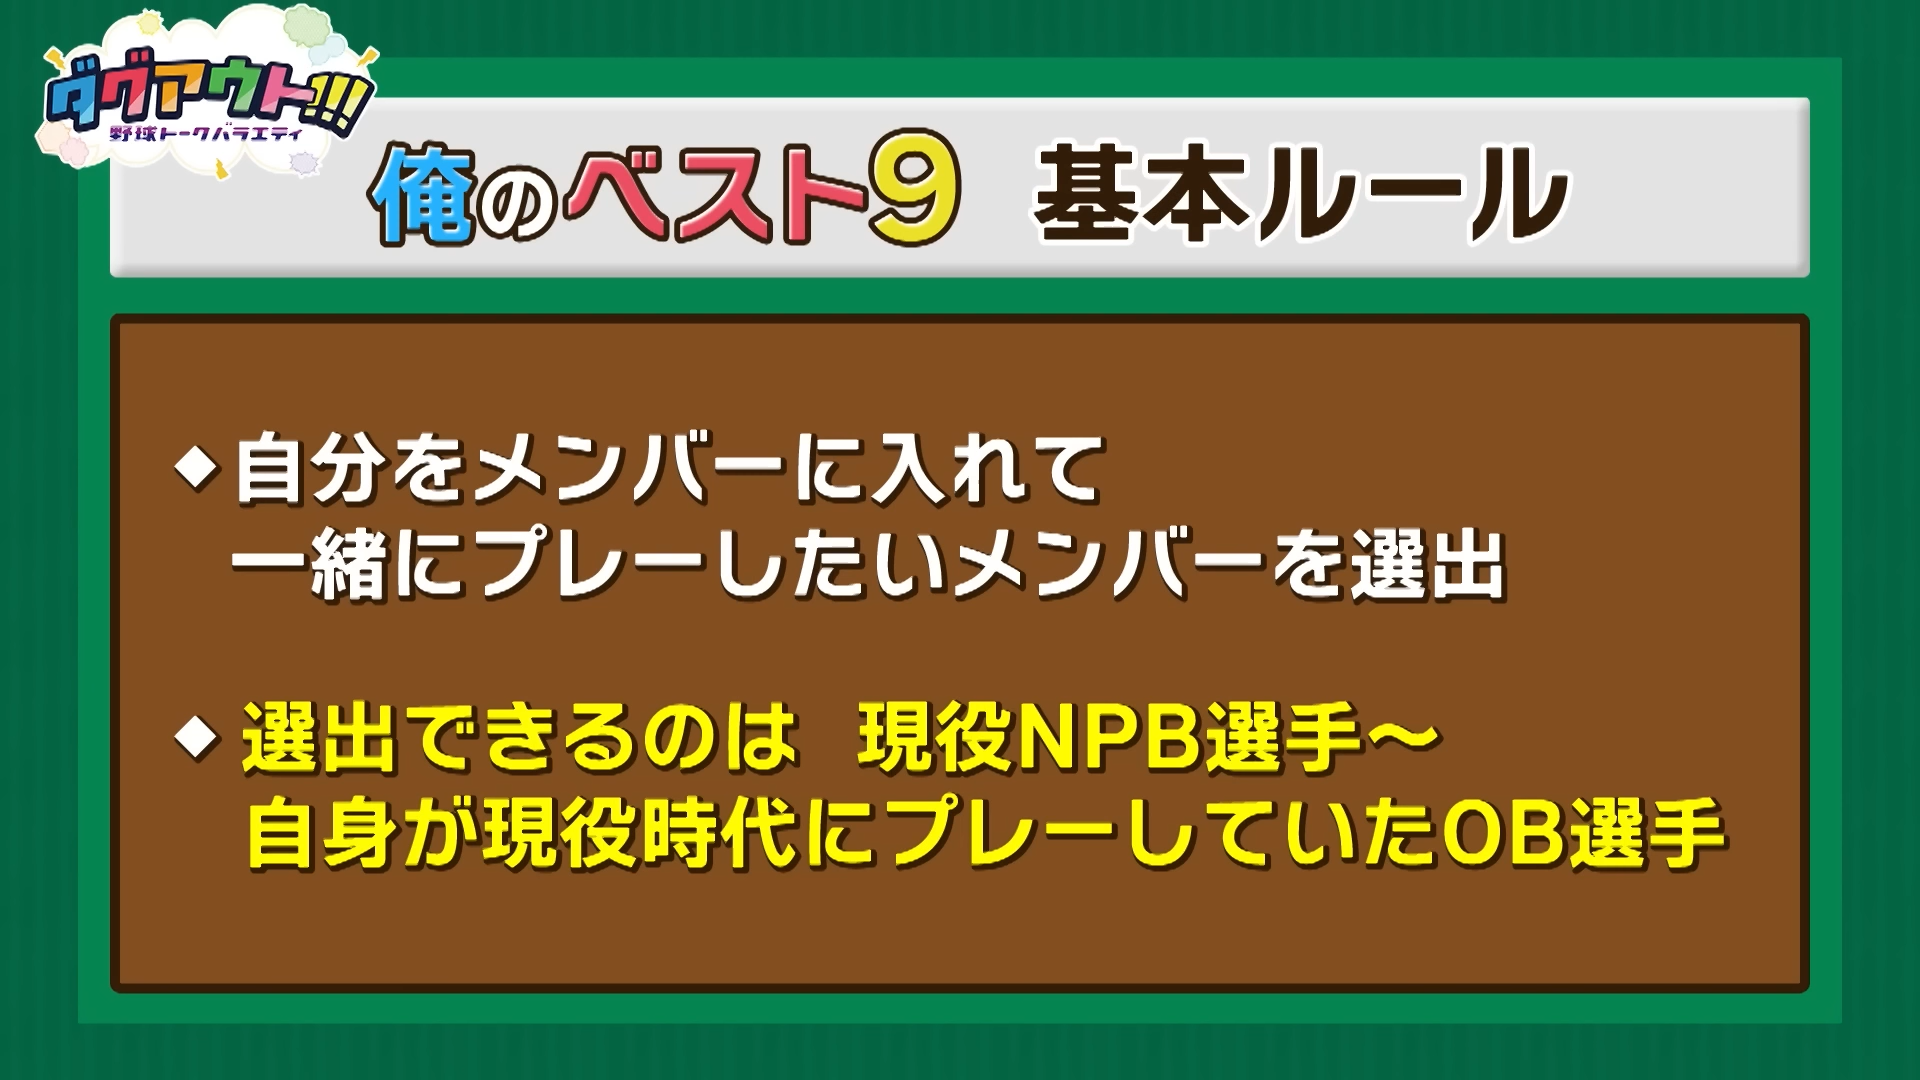 ダグアウト!!!
野球トークバラエティ
俺のベスト9 基本ルール
◆自分をメンバーに入れて
一緒にプレーしたいメンバーを選出
◆選出できるのは 現役NPB選手～
自身が現役時代にプレーしていたOB選手